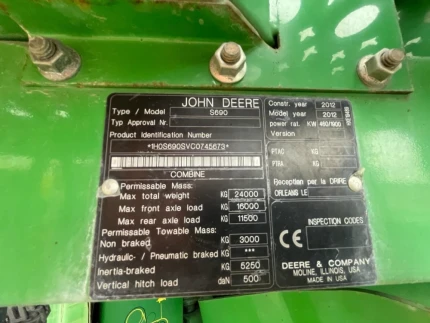 JOHN DEERE
Type / Model S690
Typ Approval Nr.
Product Identification Number
*1H0S690SVC0745673*
COMBINE
Permissable Mass:
Max total weight KG 24000
Max front axle load KG 16000
Max rear axle load KG 11500
Permissable Towable Mass:
Non braked KG 3000
Hydraulic- / Pneumatic braked KG ***
Inertia-braked KG 5250
Vertical hitch load daN 500
Constr. year 2012
Model year 2012
power rat. KW 460/1900
Version
PTAC KG
PTRA KG
Reception par la DRIRE
ORLEANS LE
INSPECTION CODES
CE
DEERE & COMPANY
MOLINE, ILLINOIS, USA
MADE IN USA